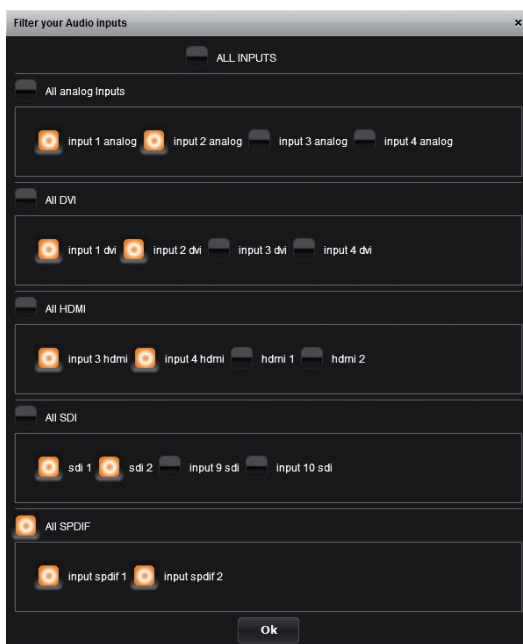 Filter your Audio inputs ×
ALL INPUTS
All analog Inputs
input 1 analog input 2 analog input 3 analog input 4 analog
All DVI
input 1 dvi input 2 dvi input 3 dvi input 4 dvi
All HDMI
input 3 hdmi input 4 hdmi hdmi 1 hdmi 2
All SDI
sdi 1 sdi 2 input 9 sdi input 10 sdi
All SPDIF
input spdif 1 input spdif 2
Ok